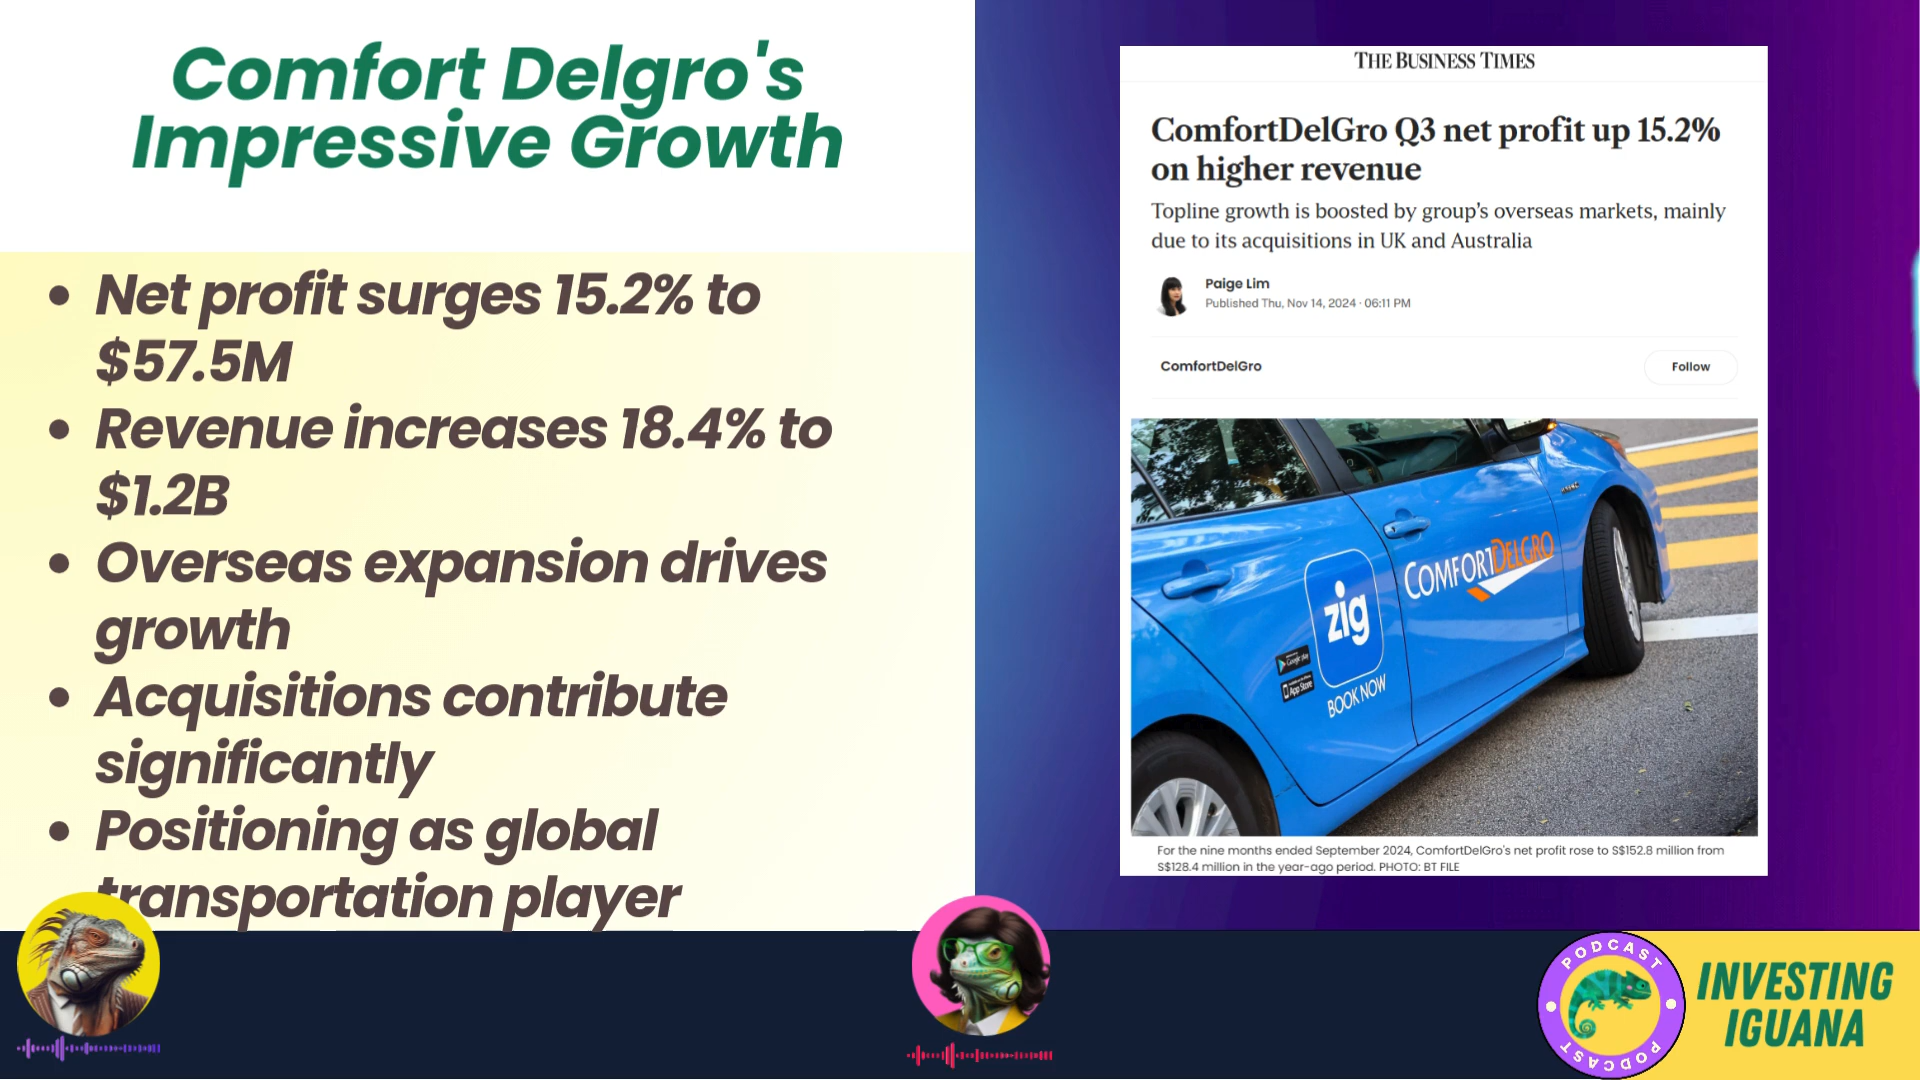 Comfort Delgro's
Impressive Growth
• Net profit surges 15.2% to
$57.5M
• Revenue increases 18.4% to
$1.2B
• Overseas expansion drives
growth
• Acquisitions contribute
significantly
• Positioning as global
transportation player
THE BUSINESS TIMES
ComfortDelGro Q3 net profit up 15.2%
on higher revenue
Topline growth is boosted by group's overseas markets, mainly
due to its acquisitions in UK and Australia
Paige Lim
Published Thu, Nov 14, 2024 · 06:11 PM
ComfortDelGro
Follow
COMFORTDELGRO
zig
Google Play
App Store
BOOK NOW
For the nine months ended September 2024, ComfortDelGro's net profit rose to S$152.8 million from
S$128.4 million in the year-ago period. PHOTO: BT FILE
PODCAST
PODCAST
INVESTING
IGUANA